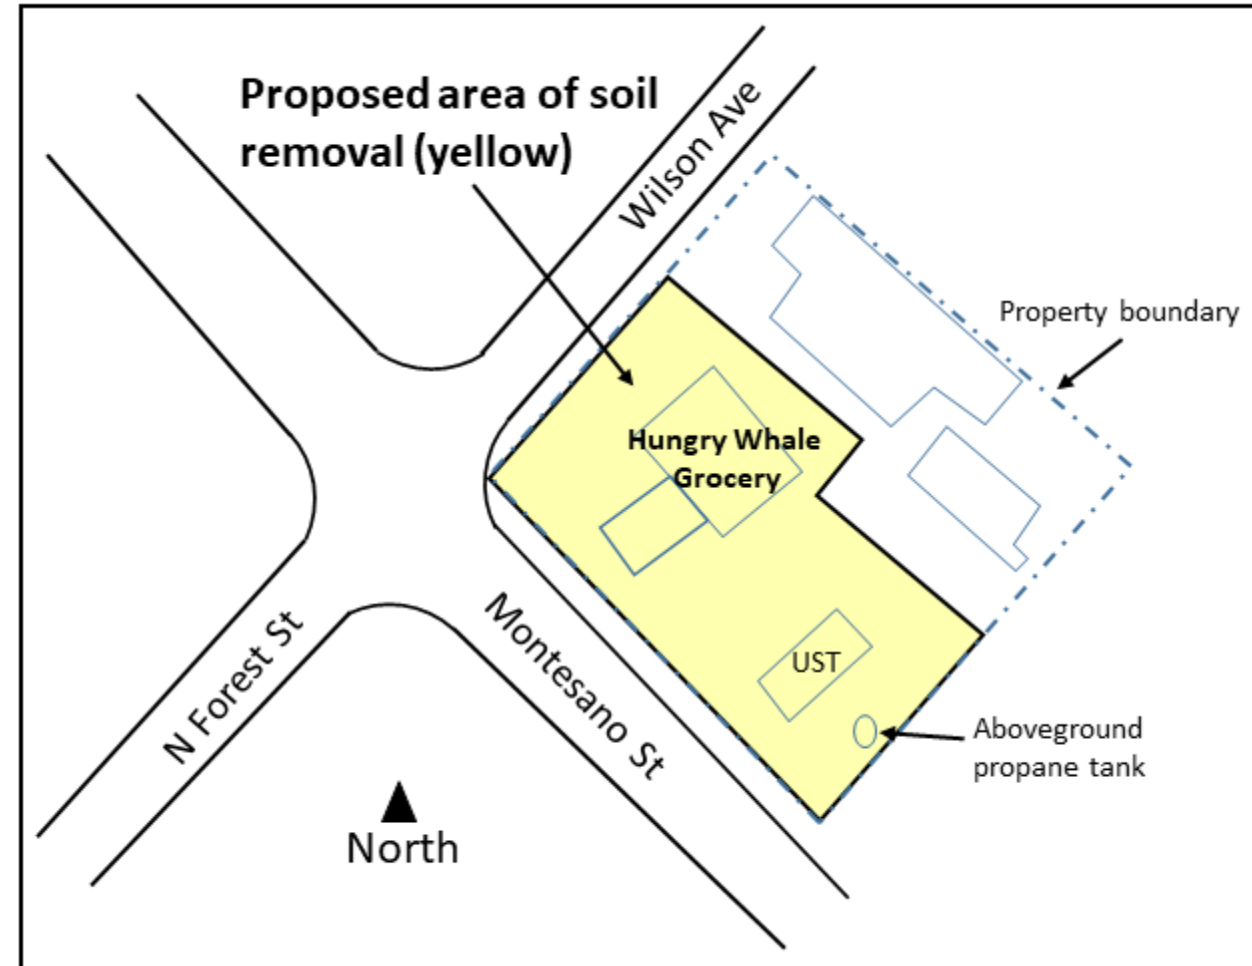 Proposed area of soil
removal (yellow)
Wilson Ave
Property boundary
Hungry Whale
Grocery
UST
N Forest St
Montesano St
Aboveground
propane tank
North